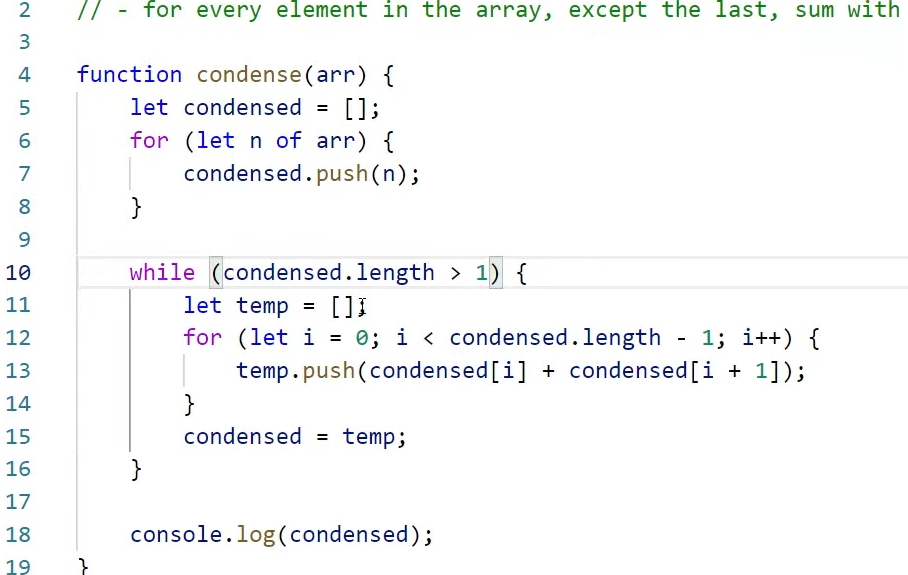 2 // - for every element in the array, except the last, sum with
3
4 function condense(arr) {
5     let condensed = [];
6     for (let n of arr) {
7         condensed.push(n);
8     }
9
10     while (condensed.length > 1) {
11         let temp = [];
12         for (let i = 0; i < condensed.length - 1; i++) {
13             temp.push(condensed[i] + condensed[i + 1]);
14         }
15         condensed = temp;
16     }
17
18     console.log(condensed);
19 }